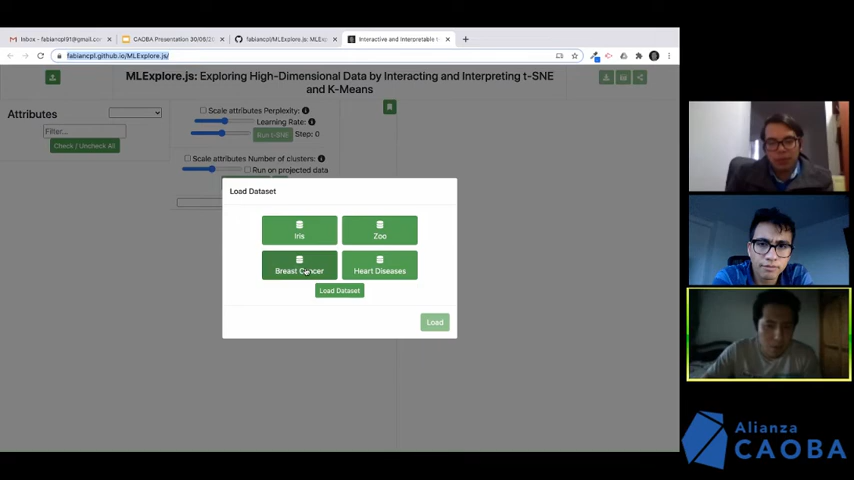 Inbox - fabiancpl91@gmail.com
CAOBA Presentation 30/06/20
fabiancpl/MLExplore.js: MLEx
Interactive and Interpretable t-
fabiancpl.github.io/MLExplore.js/
MLExplore.js: Exploring High-Dimensional Data by Interacting and Interpreting t-SNE
and K-Means
Attributes
Filter...
Check / Uncheck All
Scale attributes Perplexity:
Learning Rate:
Run t-SNE Step: 0
Scale attributes Number of clusters:
Run on projected data
Load Dataset
Iris
Zoo
Breast Cancer
Heart Diseases
Load Dataset
Load
Alianza
CAOBA